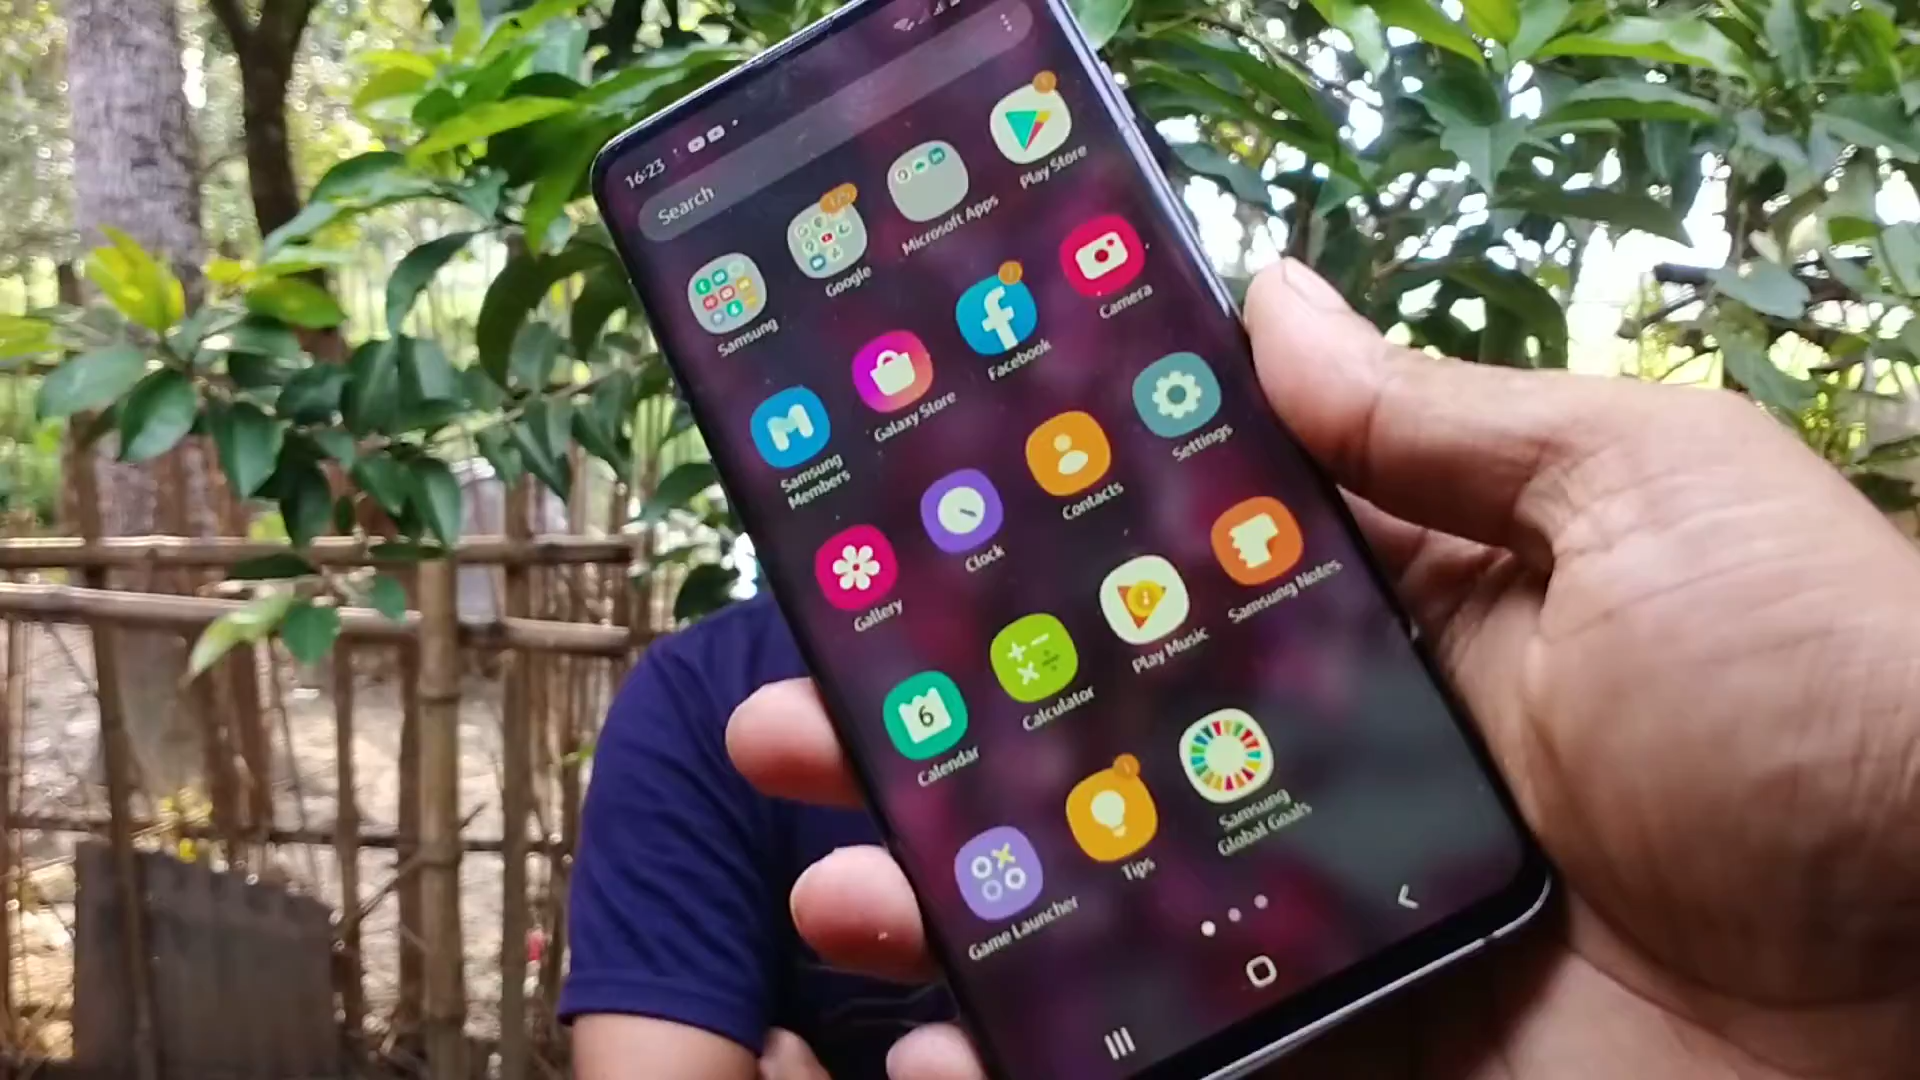 16:23
Search
Samsung
Google
Microsoft Apps
Play Store
Samsung
Members
Galaxy Store
Facebook
Camera
Gallery
Clock
Contacts
Settings
6
Calendar
Calculator
Play Music
Samsung Notes
Game Launcher
Tips
Samsung
Global Goals